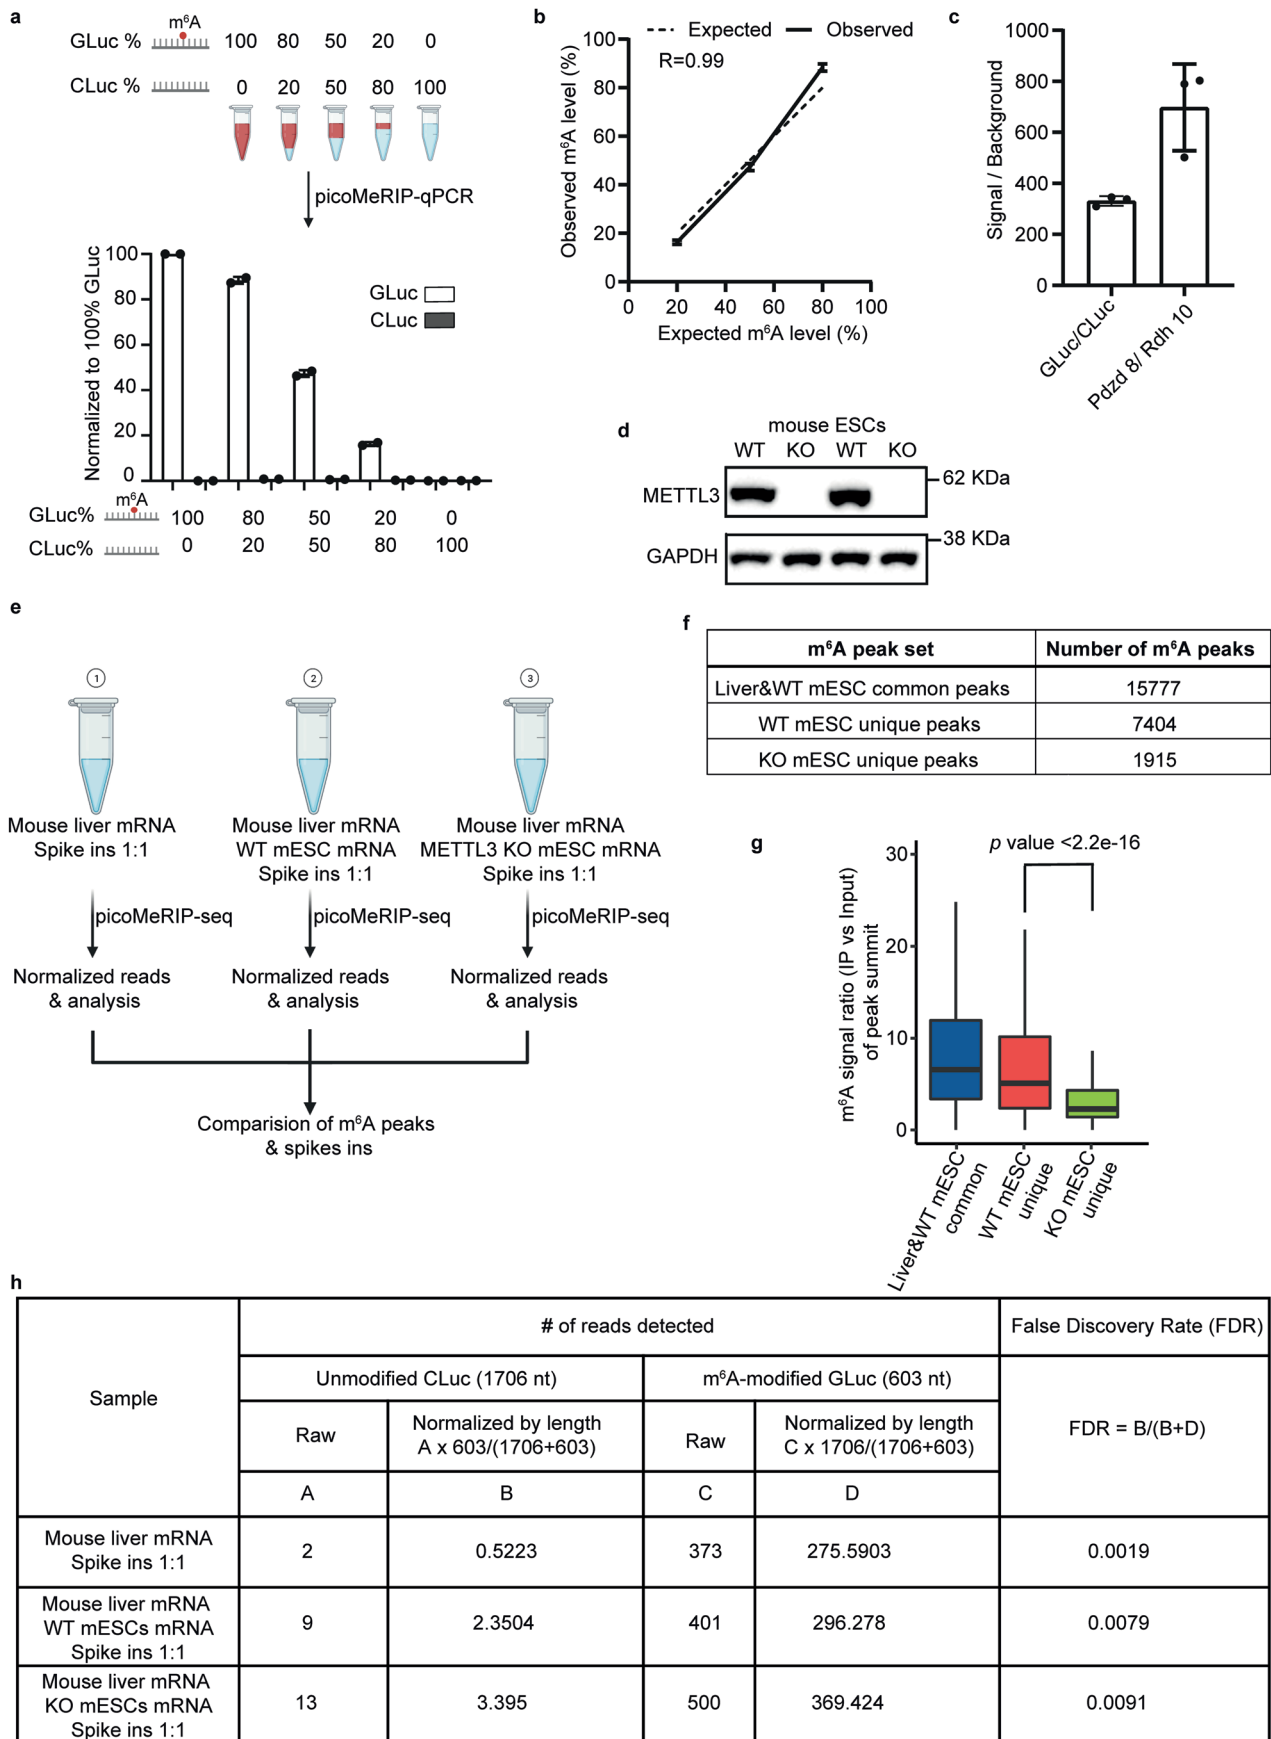 a
m⁶A
GLuc % 100 80 50 20 0
CLuc % 0 20 50 80 100
picoMeRIP-qPCR
Normalized to 100% GLuc
100
80
60
40
20
0
GLuc
CLuc
m⁶A
GLuc% 100 80 50 20 0
CLuc% 0 20 50 80 100
b
Expected Observed
R=0.99
Observed m⁶A level (%)
100
80
60
40
20
0
0 20 40 60 80 100
Expected m⁶A level (%)
c
Signal / Background
1000
800
600
400
200
0
GLuc/CLuc
Pdzd 8/ Rdh 10
d
mouse ESCs
WT KO WT KO
METTL3
62 KDa
GAPDH
38 KDa
e
1 2 3
Mouse liver mRNA
Spike ins 1:1
Mouse liver mRNA
WT mESC mRNA
Spike ins 1:1
Mouse liver mRNA
METTL3 KO mESC mRNA
Spike ins 1:1
picoMeRIP-seq
picoMeRIP-seq
picoMeRIP-seq
Normalized reads
& analysis
Normalized reads
& analysis
Normalized reads
& analysis
Comparision of m⁶A peaks
& spikes ins
f
m⁶A peak set Number of m⁶A peaks
Liver&WT mESC common peaks 15777
WT mESC unique peaks 7404
KO mESC unique peaks 1915
g
p value <2.2e-16
m⁶A signal ratio (IP vs Input)
of peak summit
30
20
10
0
Liver&WT mESC
common
WT mESC
unique
KO mESC
unique
h
Sample
# of reads detected
False Discovery Rate (FDR)
Unmodified CLuc (1706 nt)
m⁶A-modified GLuc (603 nt)
FDR = B/(B+D)
Raw
Normalized by length
A x 603/(1706+603)
Raw
Normalized by length
C x 1706/(1706+603)
A B C D
Mouse liver mRNA
Spike ins 1:1
2 0.5223 373 275.5903 0.0019
Mouse liver mRNA
WT mESCs mRNA
Spike ins 1:1
9 2.3504 401 296.278 0.0079
Mouse liver mRNA
KO mESCs mRNA
Spike ins 1:1
13 3.395 500 369.424 0.0091